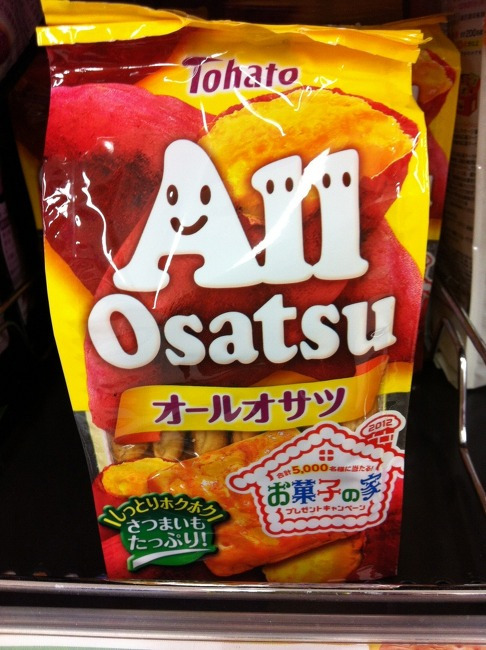 Tohato
All
Osatsu
オールオサツ
2012
合計5,000名様に当たる!
お菓子の家
プレゼントキャンペーン
しっとりホクホク
さつまいも
たっぷり!